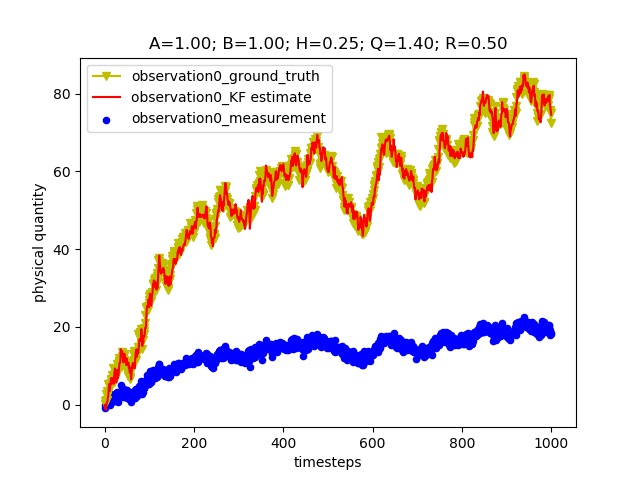 A=1.00; B=1.00; H=0.25; Q=1.40; R=0.50
observation0_ground_truth
observation0_KF estimate
observation0_measurement
physical quantity
80
60
40
20
0
0 200 400 600 800 1000
timesteps